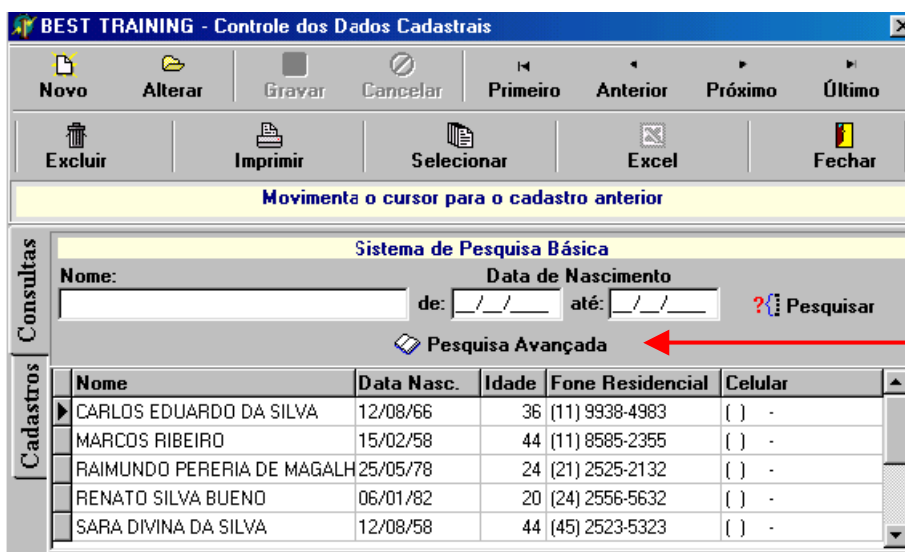 BEST TRAINING - Controle dos Dados Cadastrais
Novo Alterar Gravar Cancelar Primeiro Anterior Próximo Último
Excluir Imprimir Selecionar Excel Fechar
Movimenta o cursor para o cadastro anterior
Consultas
Cadastros
Sistema de Pesquisa Básica
Nome: Data de Nascimento
de: __/__/____ até: __/__/____ ?{ Pesquisar
Pesquisa Avançada
Nome Data Nasc. Idade Fone Residencial Celular
CARLOS EDUARDO DA SILVA 12/08/66 36 (11) 9938-4983 ( ) -
MARCOS RIBEIRO 15/02/58 44 (11) 8585-2355 ( ) -
RAIMUNDO PERERIA DE MAGALH 25/05/78 24 (21) 2525-2132 ( ) -
RENATO SILVA BUENO 06/01/82 20 (24) 2556-5632 ( ) -
SARA DIVINA DA SILVA 12/08/58 44 (45) 2523-5323 ( ) -